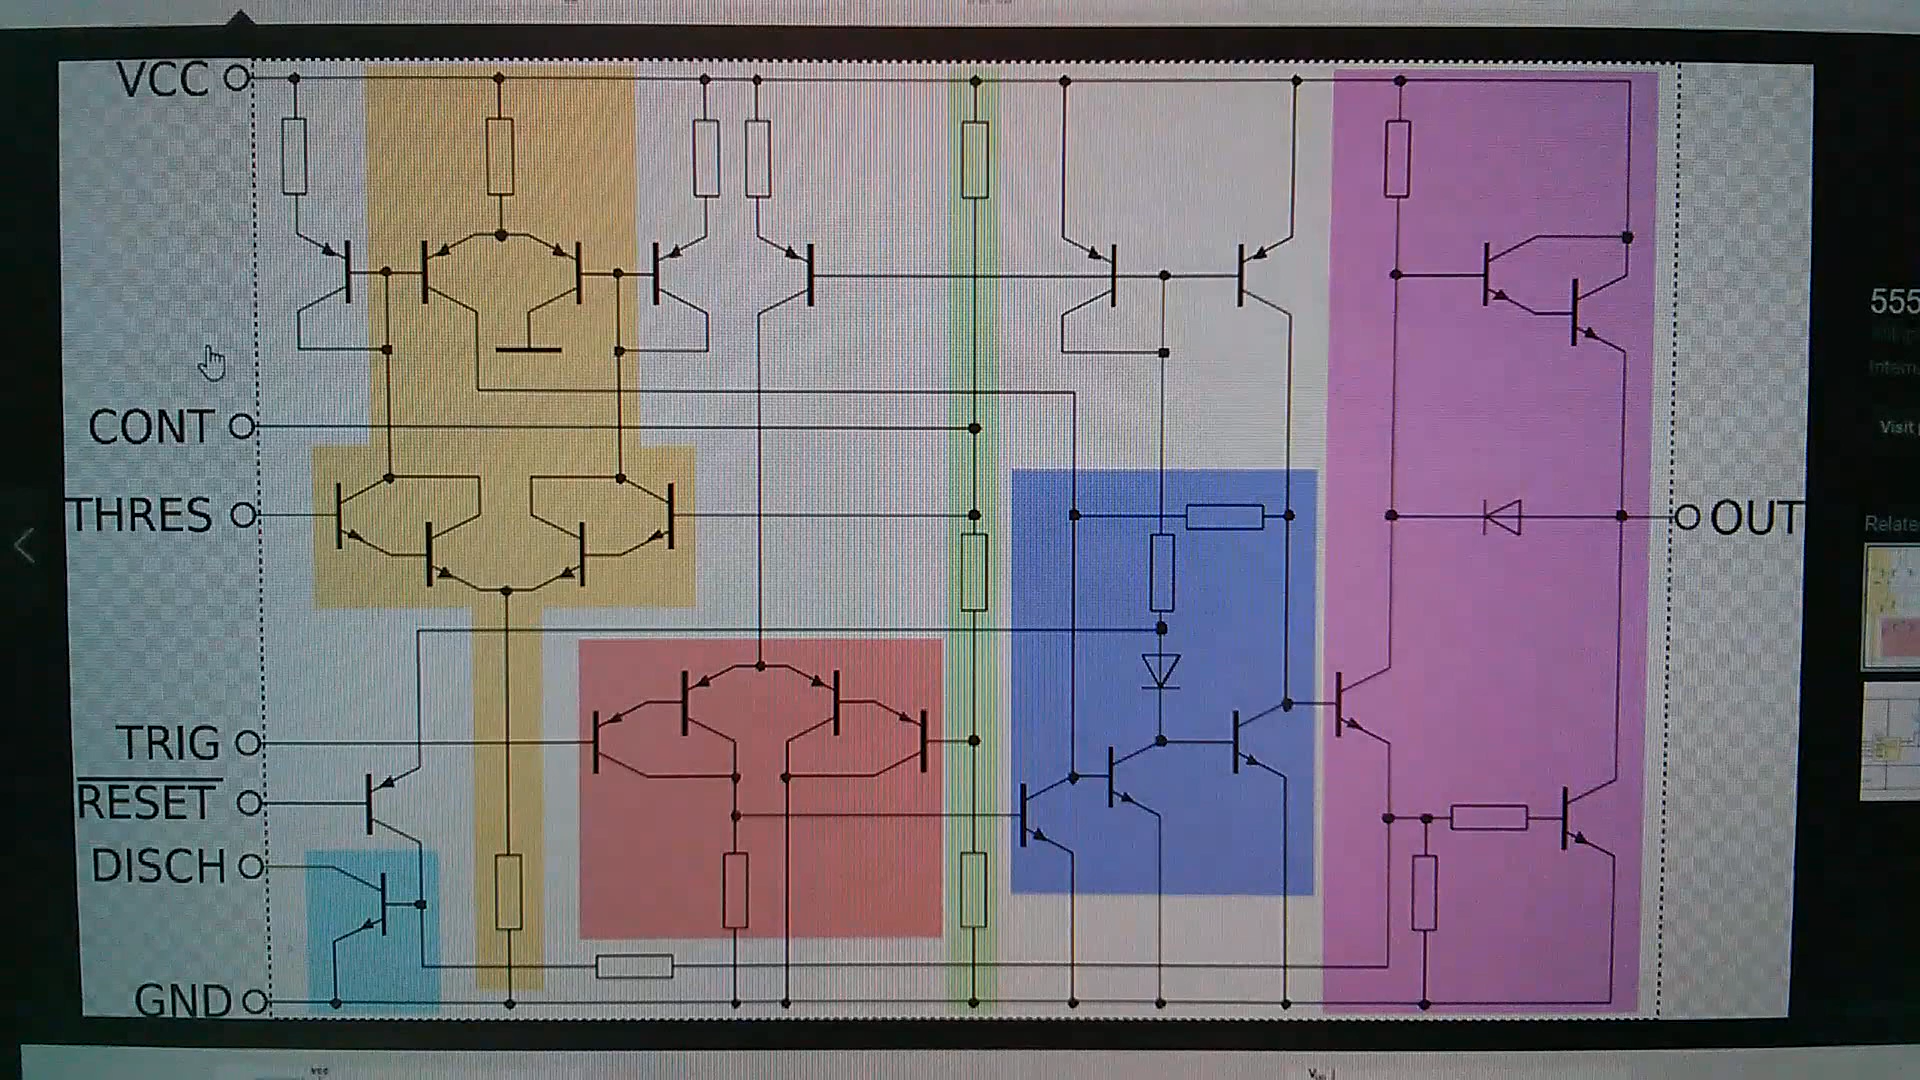 VCC
CONT
THRES
TRIG
RESET
DISCH
GND
OUT
555
Visit
Relate